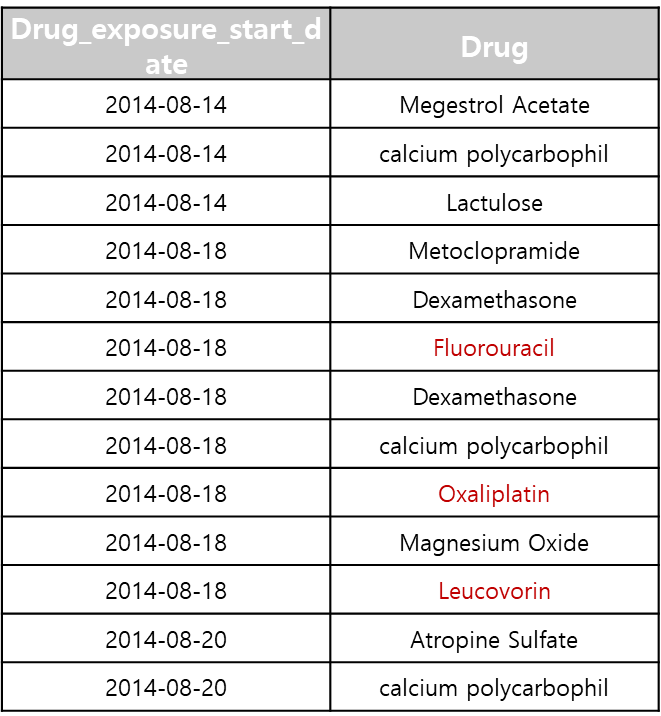 Drug_exposure_start_d
ate
Drug
2014-08-14 Megestrol Acetate
2014-08-14 calcium polycarbophil
2014-08-14 Lactulose
2014-08-18 Metoclopramide
2014-08-18 Dexamethasone
2014-08-18 Fluorouracil
2014-08-18 Dexamethasone
2014-08-18 calcium polycarbophil
2014-08-18 Oxaliplatin
2014-08-18 Magnesium Oxide
2014-08-18 Leucovorin
2014-08-20 Atropine Sulfate
2014-08-20 calcium polycarbophil